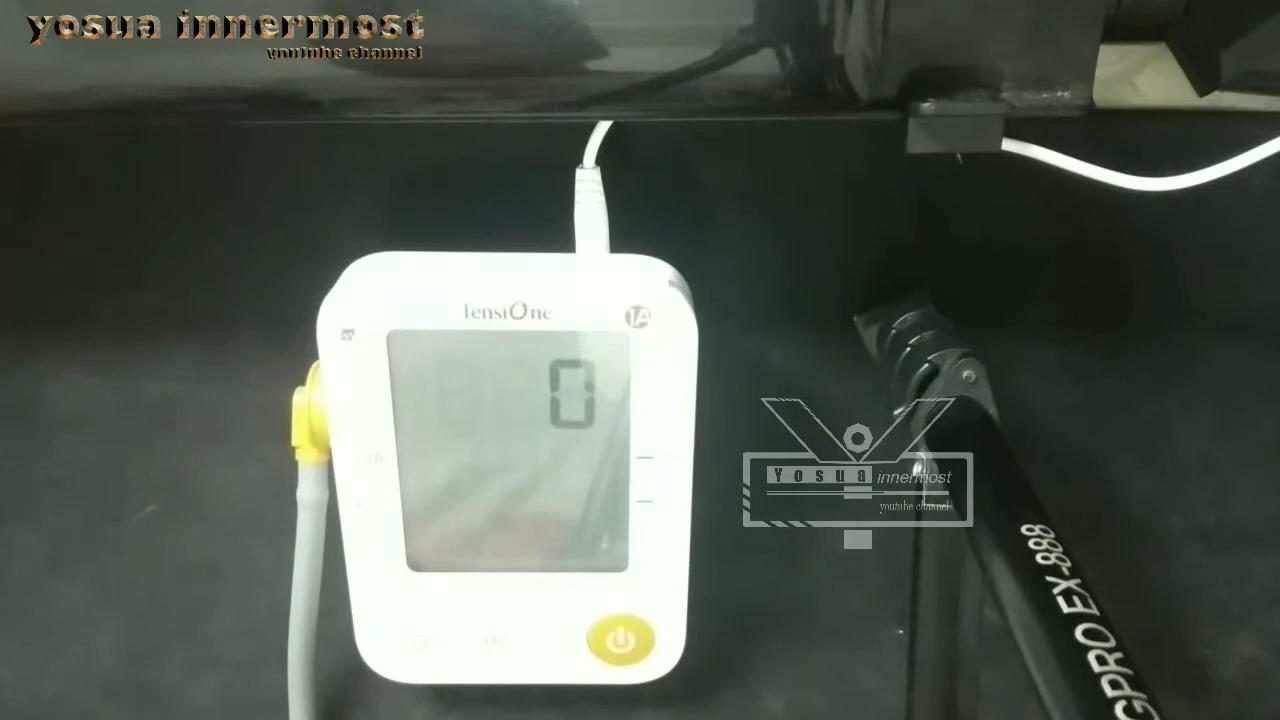 yosua innermost
youtube channel
TensiOne
1A
0
Yosua innermost
youtube channel
GPRO EX-888